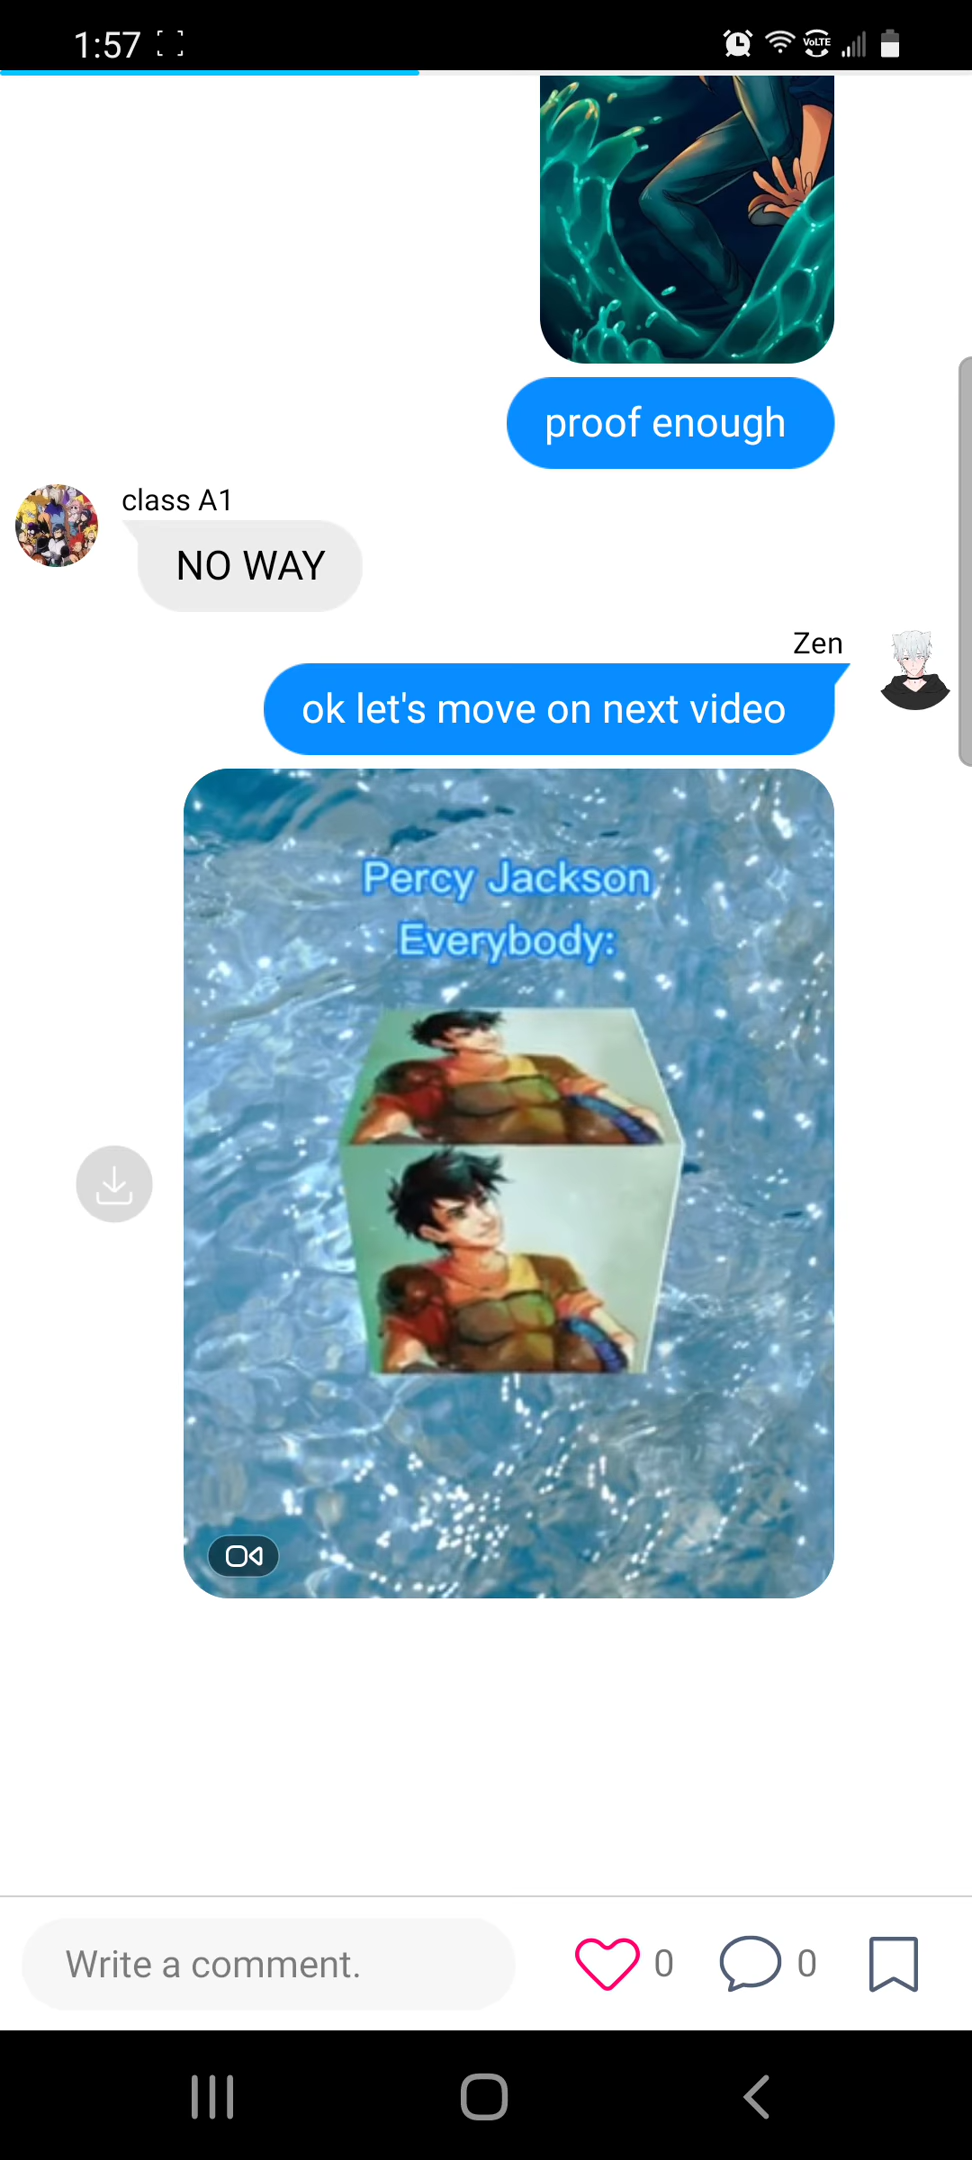 1:57
VoLTE
proof enough
class A1
NO WAY
Zen
ok let's move on next video
Percy Jackson,
Everybody:
Write a comment.
0
0